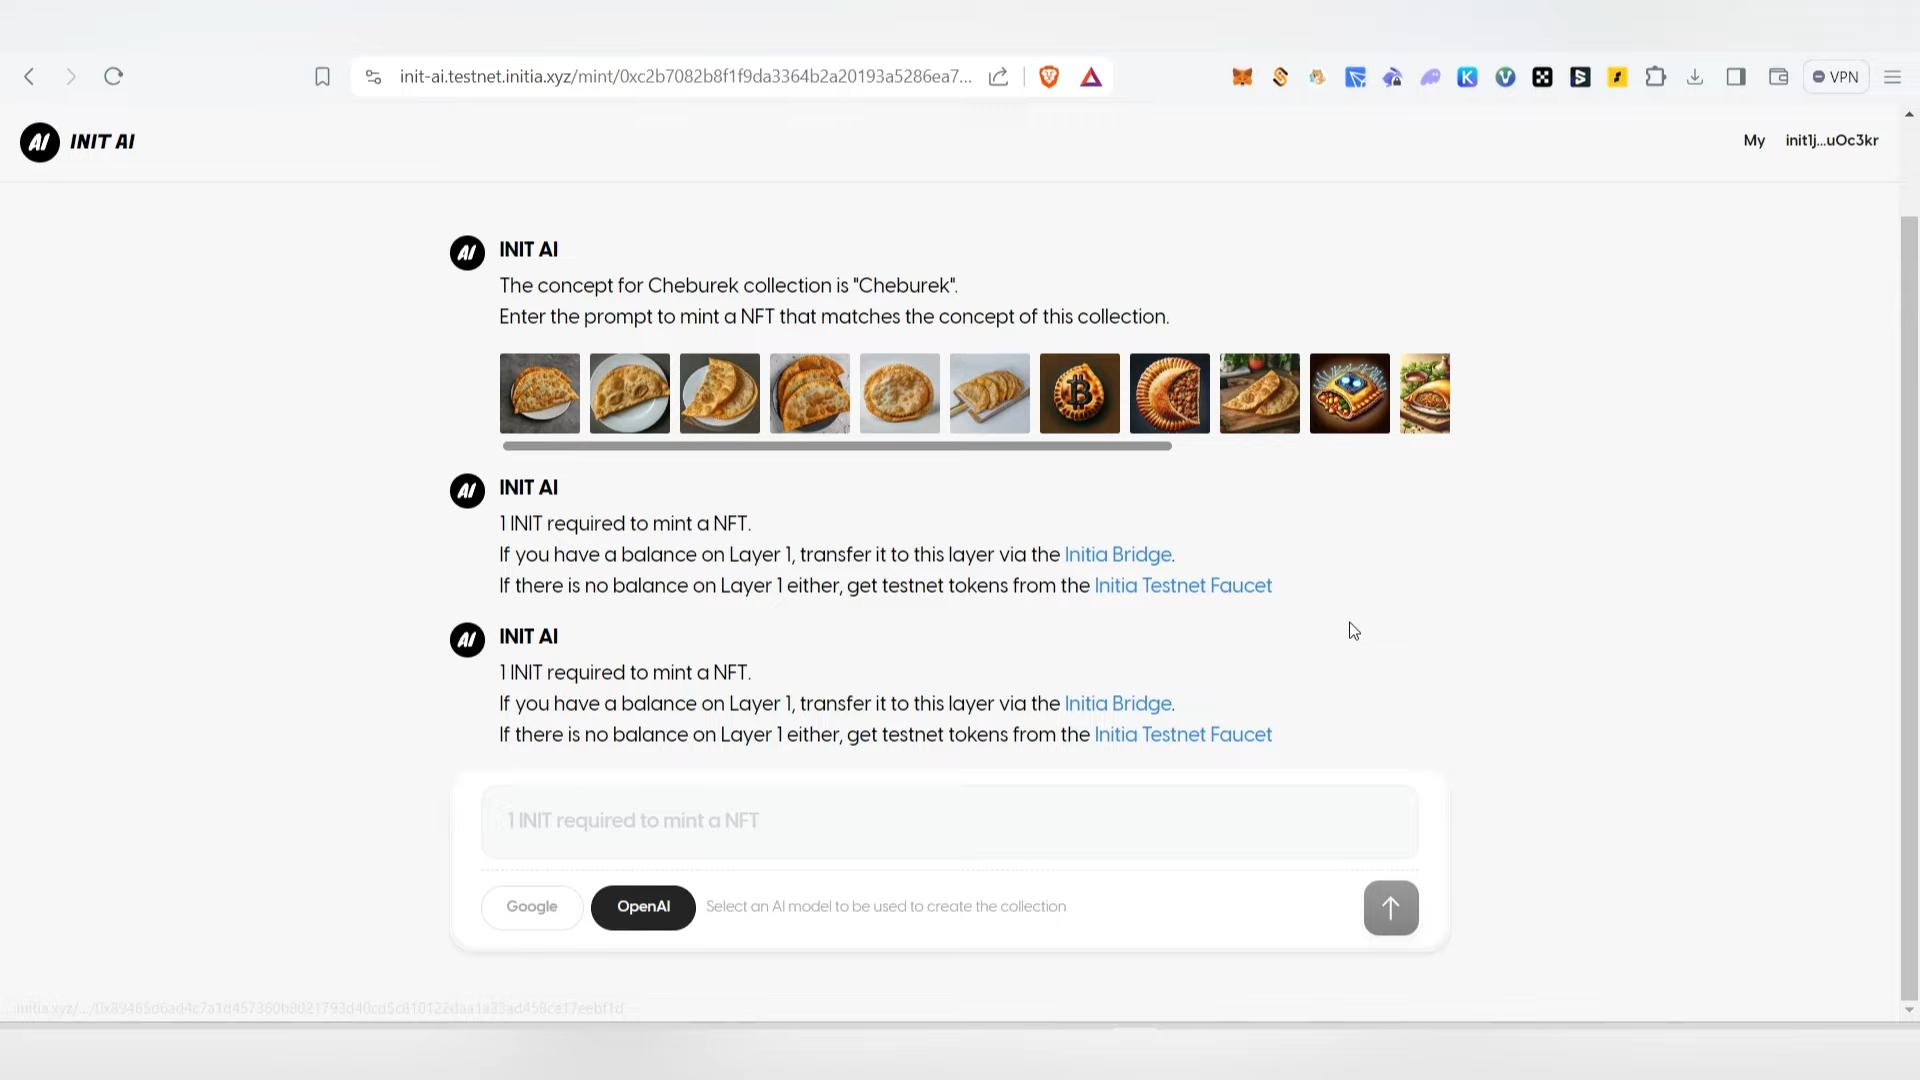 init-ai.testnet.initia.xyz/mint/0xc2b7082b8f1f9da3364b2a20193a5286ea7...
VPN
AI INIT AI
My init1j...u0c3kr
AI INIT AI
The concept for Cheburek collection is "Cheburek".
Enter the prompt to mint a NFT that matches the concept of this collection.
AI INIT AI
1 INIT required to mint a NFT.
If you have a balance on Layer 1, transfer it to this layer via the Initia Bridge.
If there is no balance on Layer 1 either, get testnet tokens from the Initia Testnet Faucet
AI INIT AI
1 INIT required to mint a NFT.
If you have a balance on Layer 1, transfer it to this layer via the Initia Bridge.
If there is no balance on Layer 1 either, get testnet tokens from the Initia Testnet Faucet
1 INIT required to mint a NFT
Google OpenAI Select an AI model to be used to create the collection